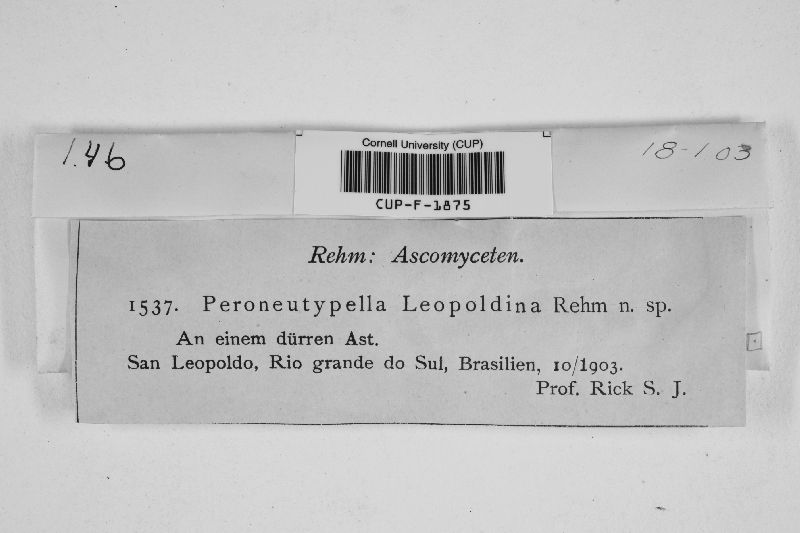 1.46
Cornell University (CUP)
CUP-F-1875
18-103
Rehm: Ascomyceten.
1537. Peroneutypella Leopoldina Rehm n. sp.
An einem dürren Ast.
San Leopoldo, Rio grande do Sul, Brasilien, 10/1903.
Prof. Rick S. J.